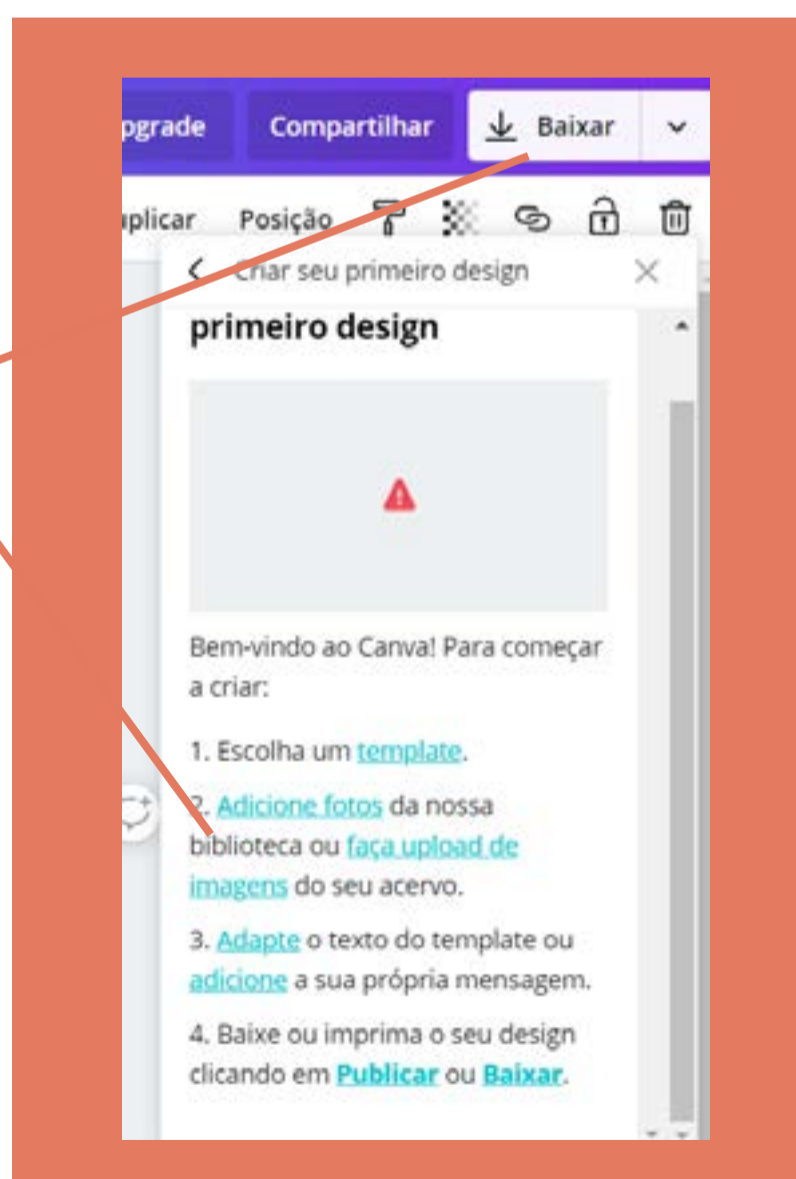 pgrade Compartilhar Baixar
uplicar Posição
Criar seu primeiro design
primeiro design
Bem-vindo ao Canva! Para começar
a criar:
1. Escolha um template.
2. Adicione fotos da nossa
biblioteca ou faça upload de
imagens do seu acervo.
3. Adapte o texto do template ou
adicione a sua própria mensagem.
4. Baixe ou imprima o seu design
clicando em Publicar ou Baixar.